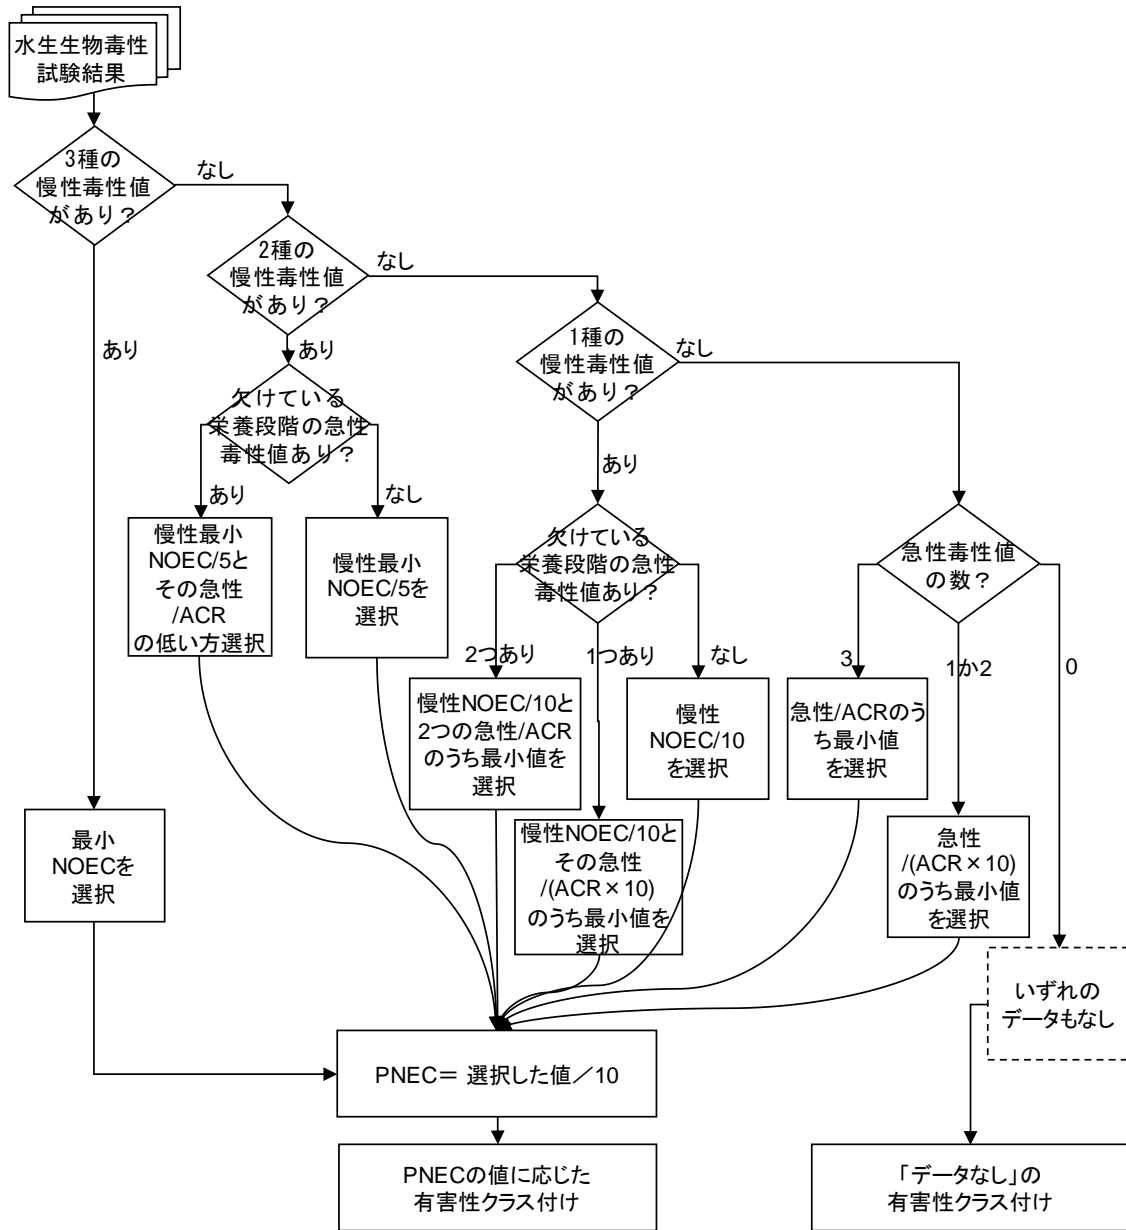 水生生物毒性
試験結果
3種の
慢性毒性値
があり？
なし
あり
2種の
慢性毒性値
があり？
なし
あり
1種の
慢性毒性値
があり？
なし
あり
欠けている
栄養段階の急性
毒性値あり？
あり
なし
慢性最小
NOEC/5と
その急性
/ACR
の低い方選択
慢性最小
NOEC/5を
選択
欠けている
栄養段階の急性
毒性値あり？
2つあり
1つあり
なし
急性毒性値
の数？
3
1か2
0
慢性NOEC/10と
2つの急性/ACR
のうち最小値を
選択
慢性
NOEC/10
を選択
急性/ACRのう
ち最小値
を選択
最小
NOECを
選択
慢性NOEC/10と
その急性
/(ACR×10)
のうち最小値を
選択
急性
/(ACR×10)
のうち最小値
を選択
いずれの
データもなし
PNEC＝ 選択した値／10
PNECの値に応じた
有害性クラス付け
「データなし」の
有害性クラス付け